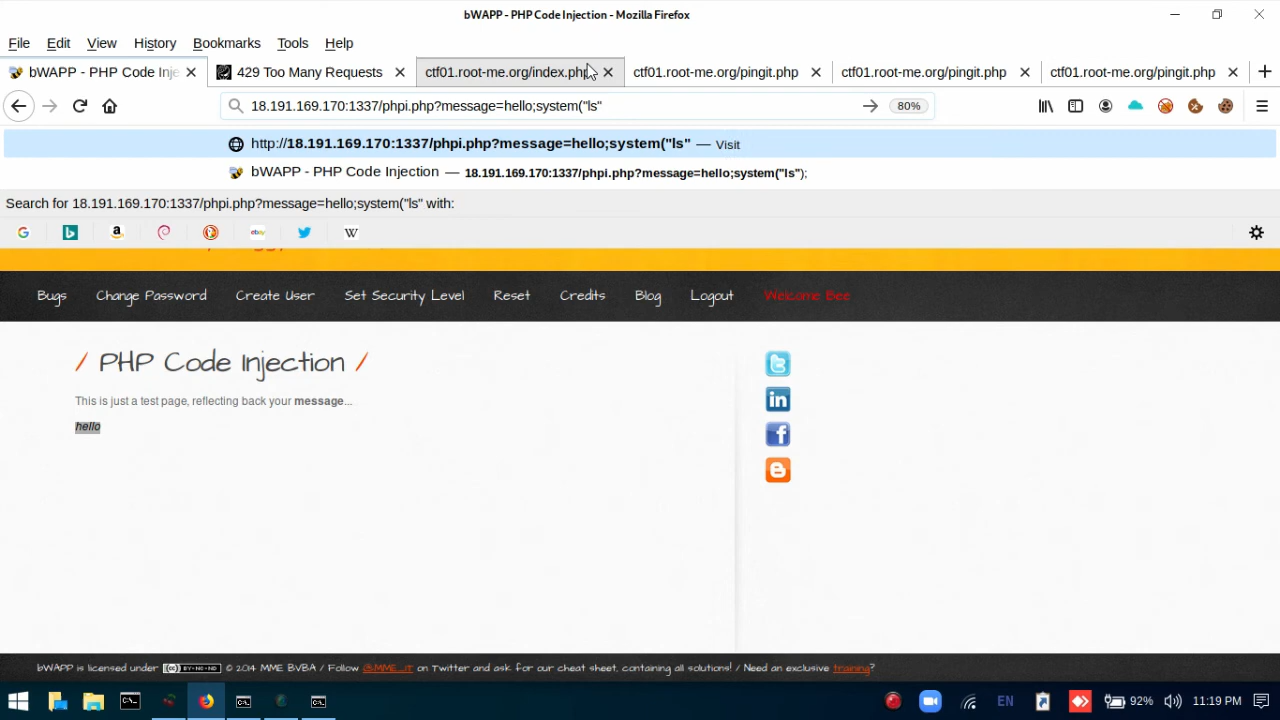 bWAPP - PHP Code Injection - Mozilla Firefox
File Edit View History Bookmarks Tools Help
bWAPP - PHP Code Inje 429 Too Many Requests ctf01.root-me.org/index.php ctf01.root-me.org/pingit.php ctf01.root-me.org/pingit.php ctf01.root-me.org/pingit.php
18.191.169.170:1337/phpi.php?message=hello;system("ls" 80%
http://18.191.169.170:1337/phpi.php?message=hello;system("ls" — Visit
bWAPP - PHP Code Injection — 18.191.169.170:1337/phpi.php?message=hello;system("ls");
Search for 18.191.169.170:1337/phpi.php?message=hello;system("ls" with:
Bugs Change Password Create User Set Security Level Reset Credits Blog Logout Welcome Bee
/ PHP Code Injection /
This is just a test page, reflecting back your message...
hello
bWAPP is licensed under © 2014 MME BVBA / Follow @MME_IT on Twitter and ask for our cheat sheet, containing all solutions! / Need an exclusive training?
EN 92% 11:19 PM